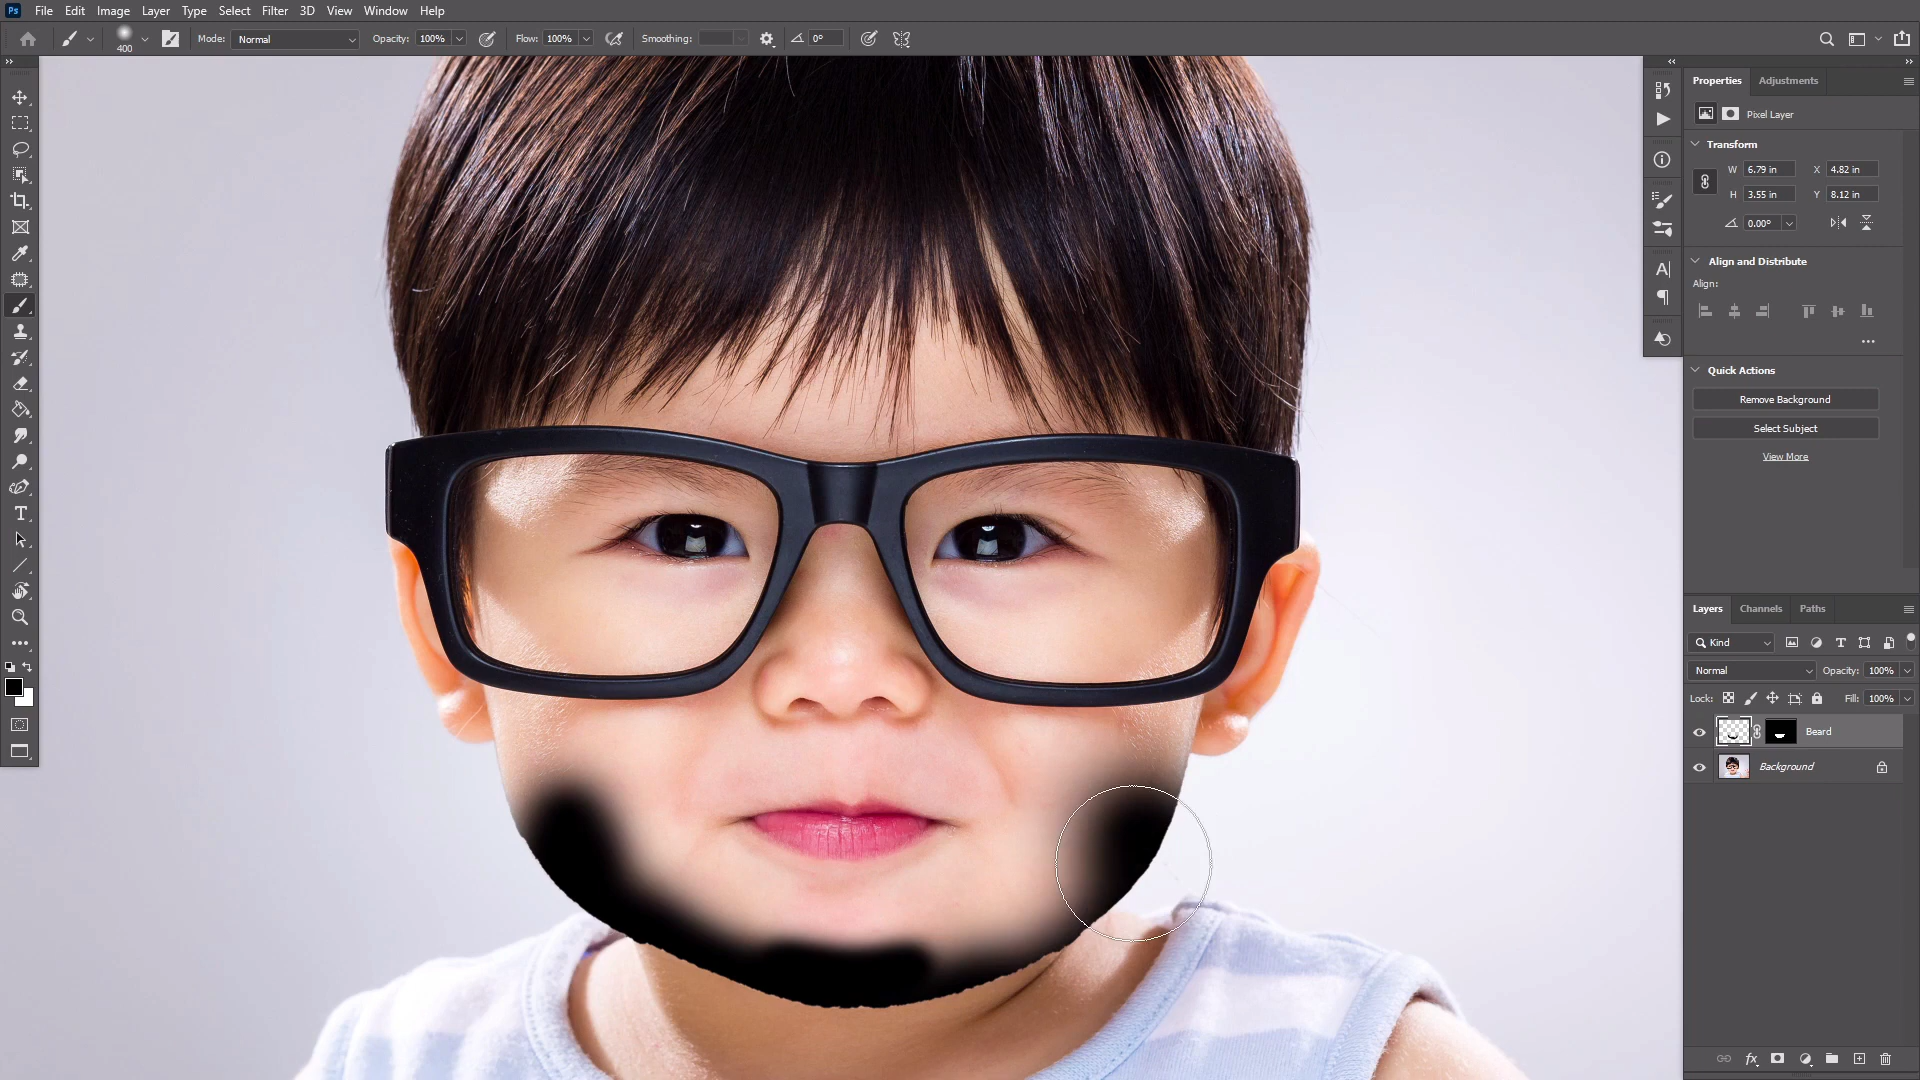 Ps File Edit Image Layer Type Select Filter 3D View Window Help
400 Mode: Normal Opacity: 100% Flow: 100% Smoothing: 0°
Properties Adjustments
Pixel Layer
Transform
W 6.79 in X 4.82 in
H 3.55 in Y 8.12 in
0.00°
Align and Distribute
Align:
Quick Actions
Remove Background
Select Subject
View More
Layers Channels Paths
Kind
Normal Opacity: 100%
Lock: Fill: 100%
Beard
Background